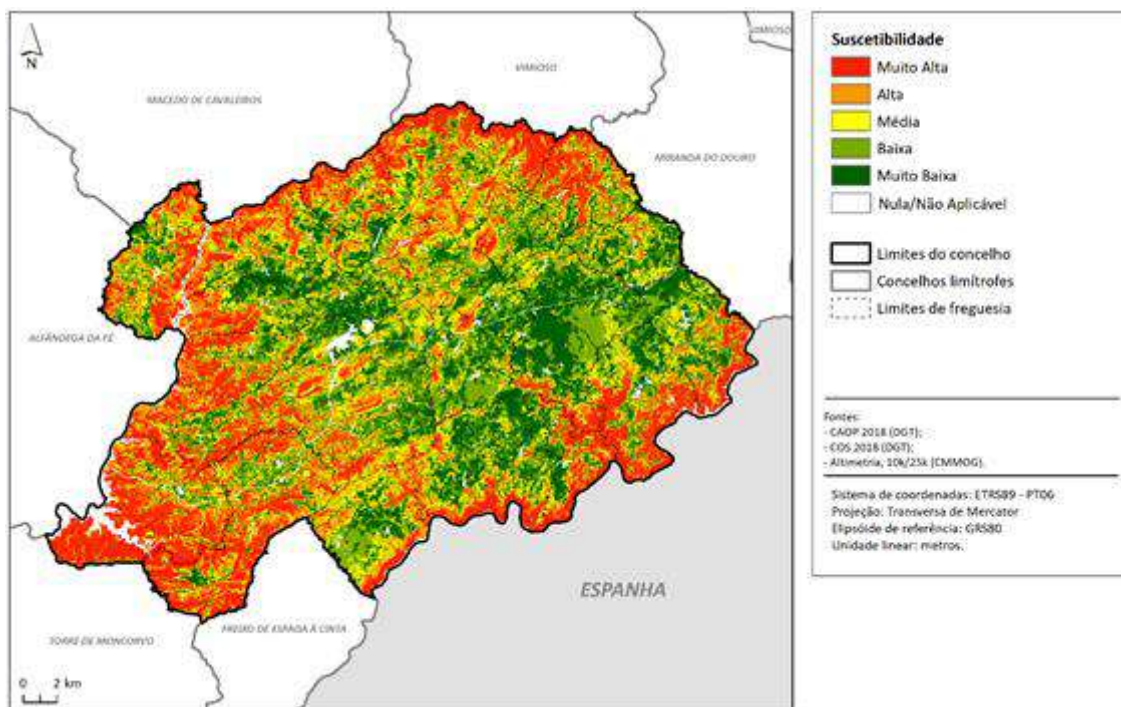 VIMIOSO
VIMIOSO
N
MACEDO DE CAVALEIROS
MIRANDA DO DOURO
ALFÂNDEGA DA FÉ
ESPANHA
FREIXO DE ESPADA À CINTA
TORRE DE MONCORVO
0 2 km
Suscetibilidade
Muito Alta
Alta
Média
Baixa
Muito Baixa
Nula/Não Aplicável
Limites do concelho
Concelhos limítrofes
Limites de freguesia
Fontes:
- CAOP 2018 (DGT);
- COS 2018 (DGT);
- Altimetria, 10k/25k (CMMOG).
Sistema de coordenadas: ETRS89 - PT06
Projeção: Transversa de Mercator
Elipsóide de referência: GRS80
Unidade linear: metros.